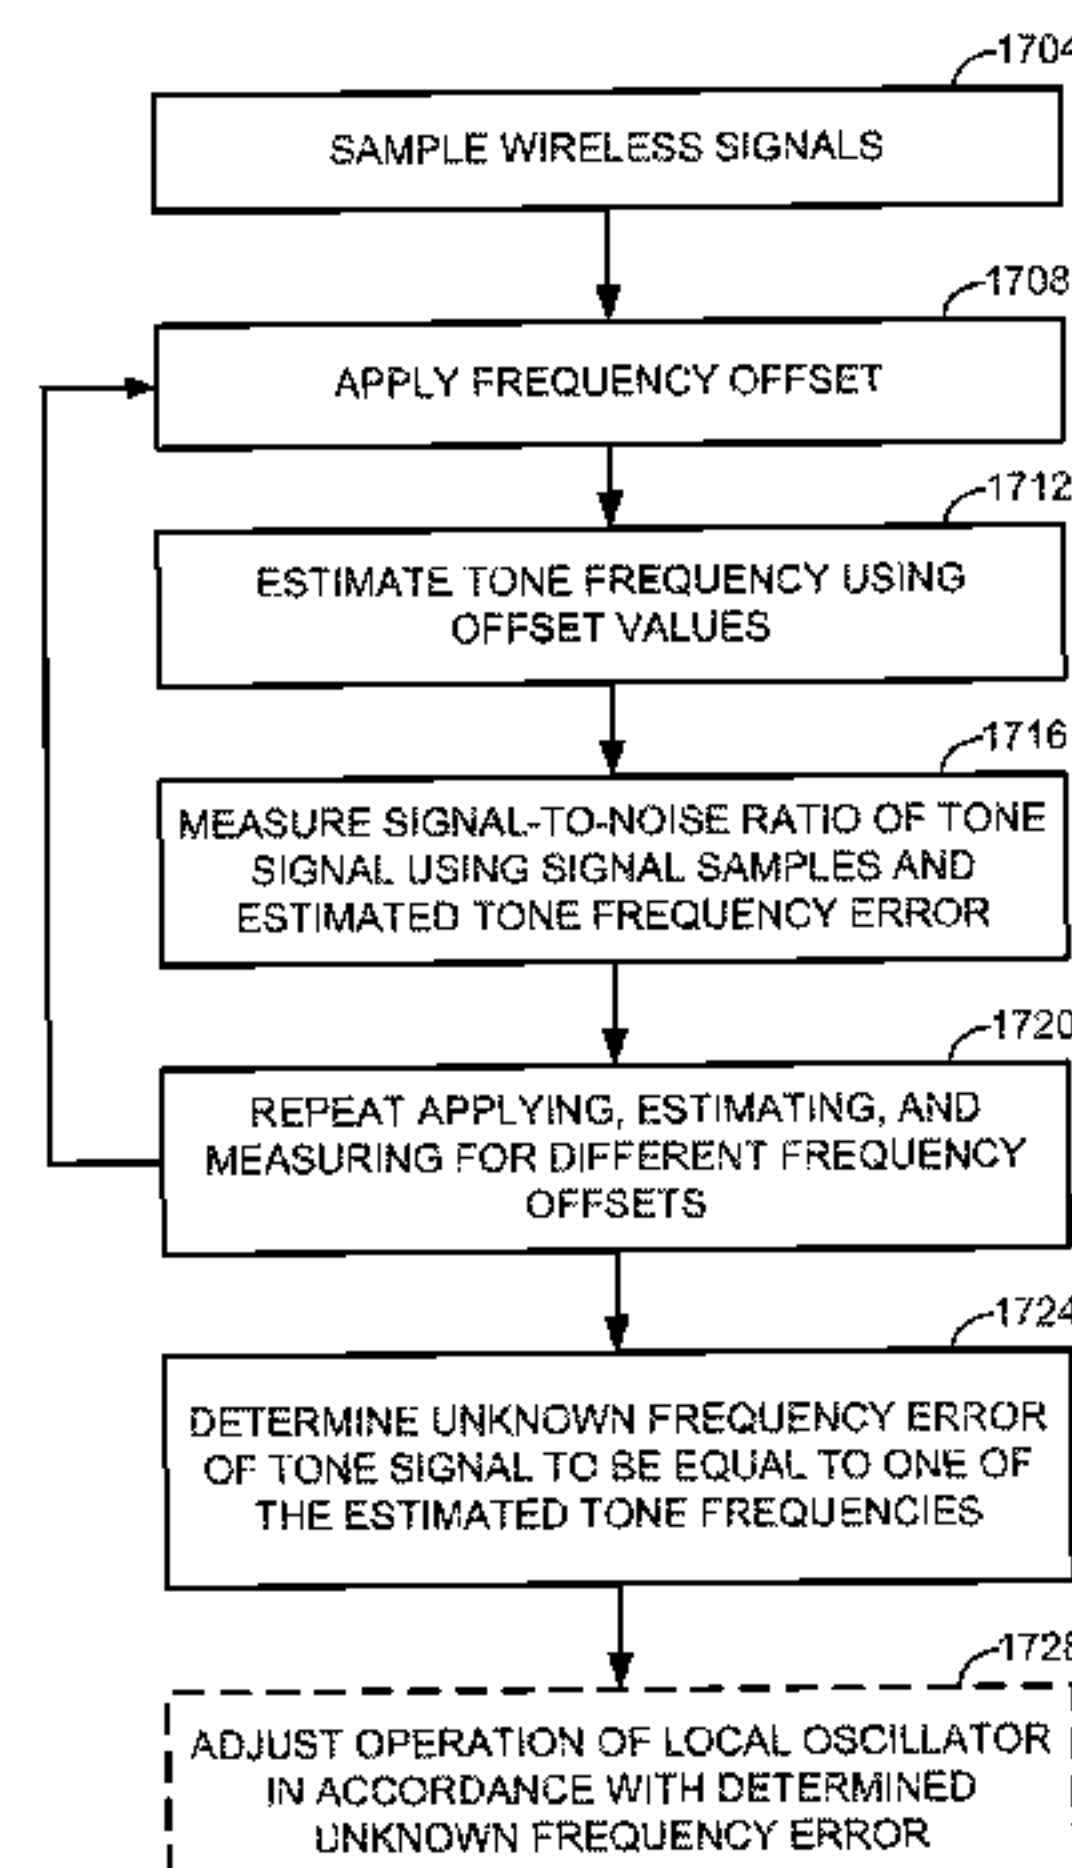 1704
SAMPLE WIRELESS SIGNALS
1708
APPLY FREQUENCY OFFSET
1712
ESTIMATE TONE FREQUENCY USING
OFFSET VALUES
1716
MEASURE SIGNAL-TO-NOISE RATIO OF TONE
SIGNAL USING SIGNAL SAMPLES AND
ESTIMATED TONE FREQUENCY ERROR
1720
REPEAT APPLYING, ESTIMATING, AND
MEASURING FOR DIFFERENT FREQUENCY
OFFSETS
1724
DETERMINE UNKNOWN FREQUENCY ERROR
OF TONE SIGNAL TO BE EQUAL TO ONE OF
THE ESTIMATED TONE FREQUENCIES
1728
ADJUST OPERATION OF LOCAL OSCILLATOR
IN ACCORDANCE WITH DETERMINED
UNKNOWN FREQUENCY ERROR